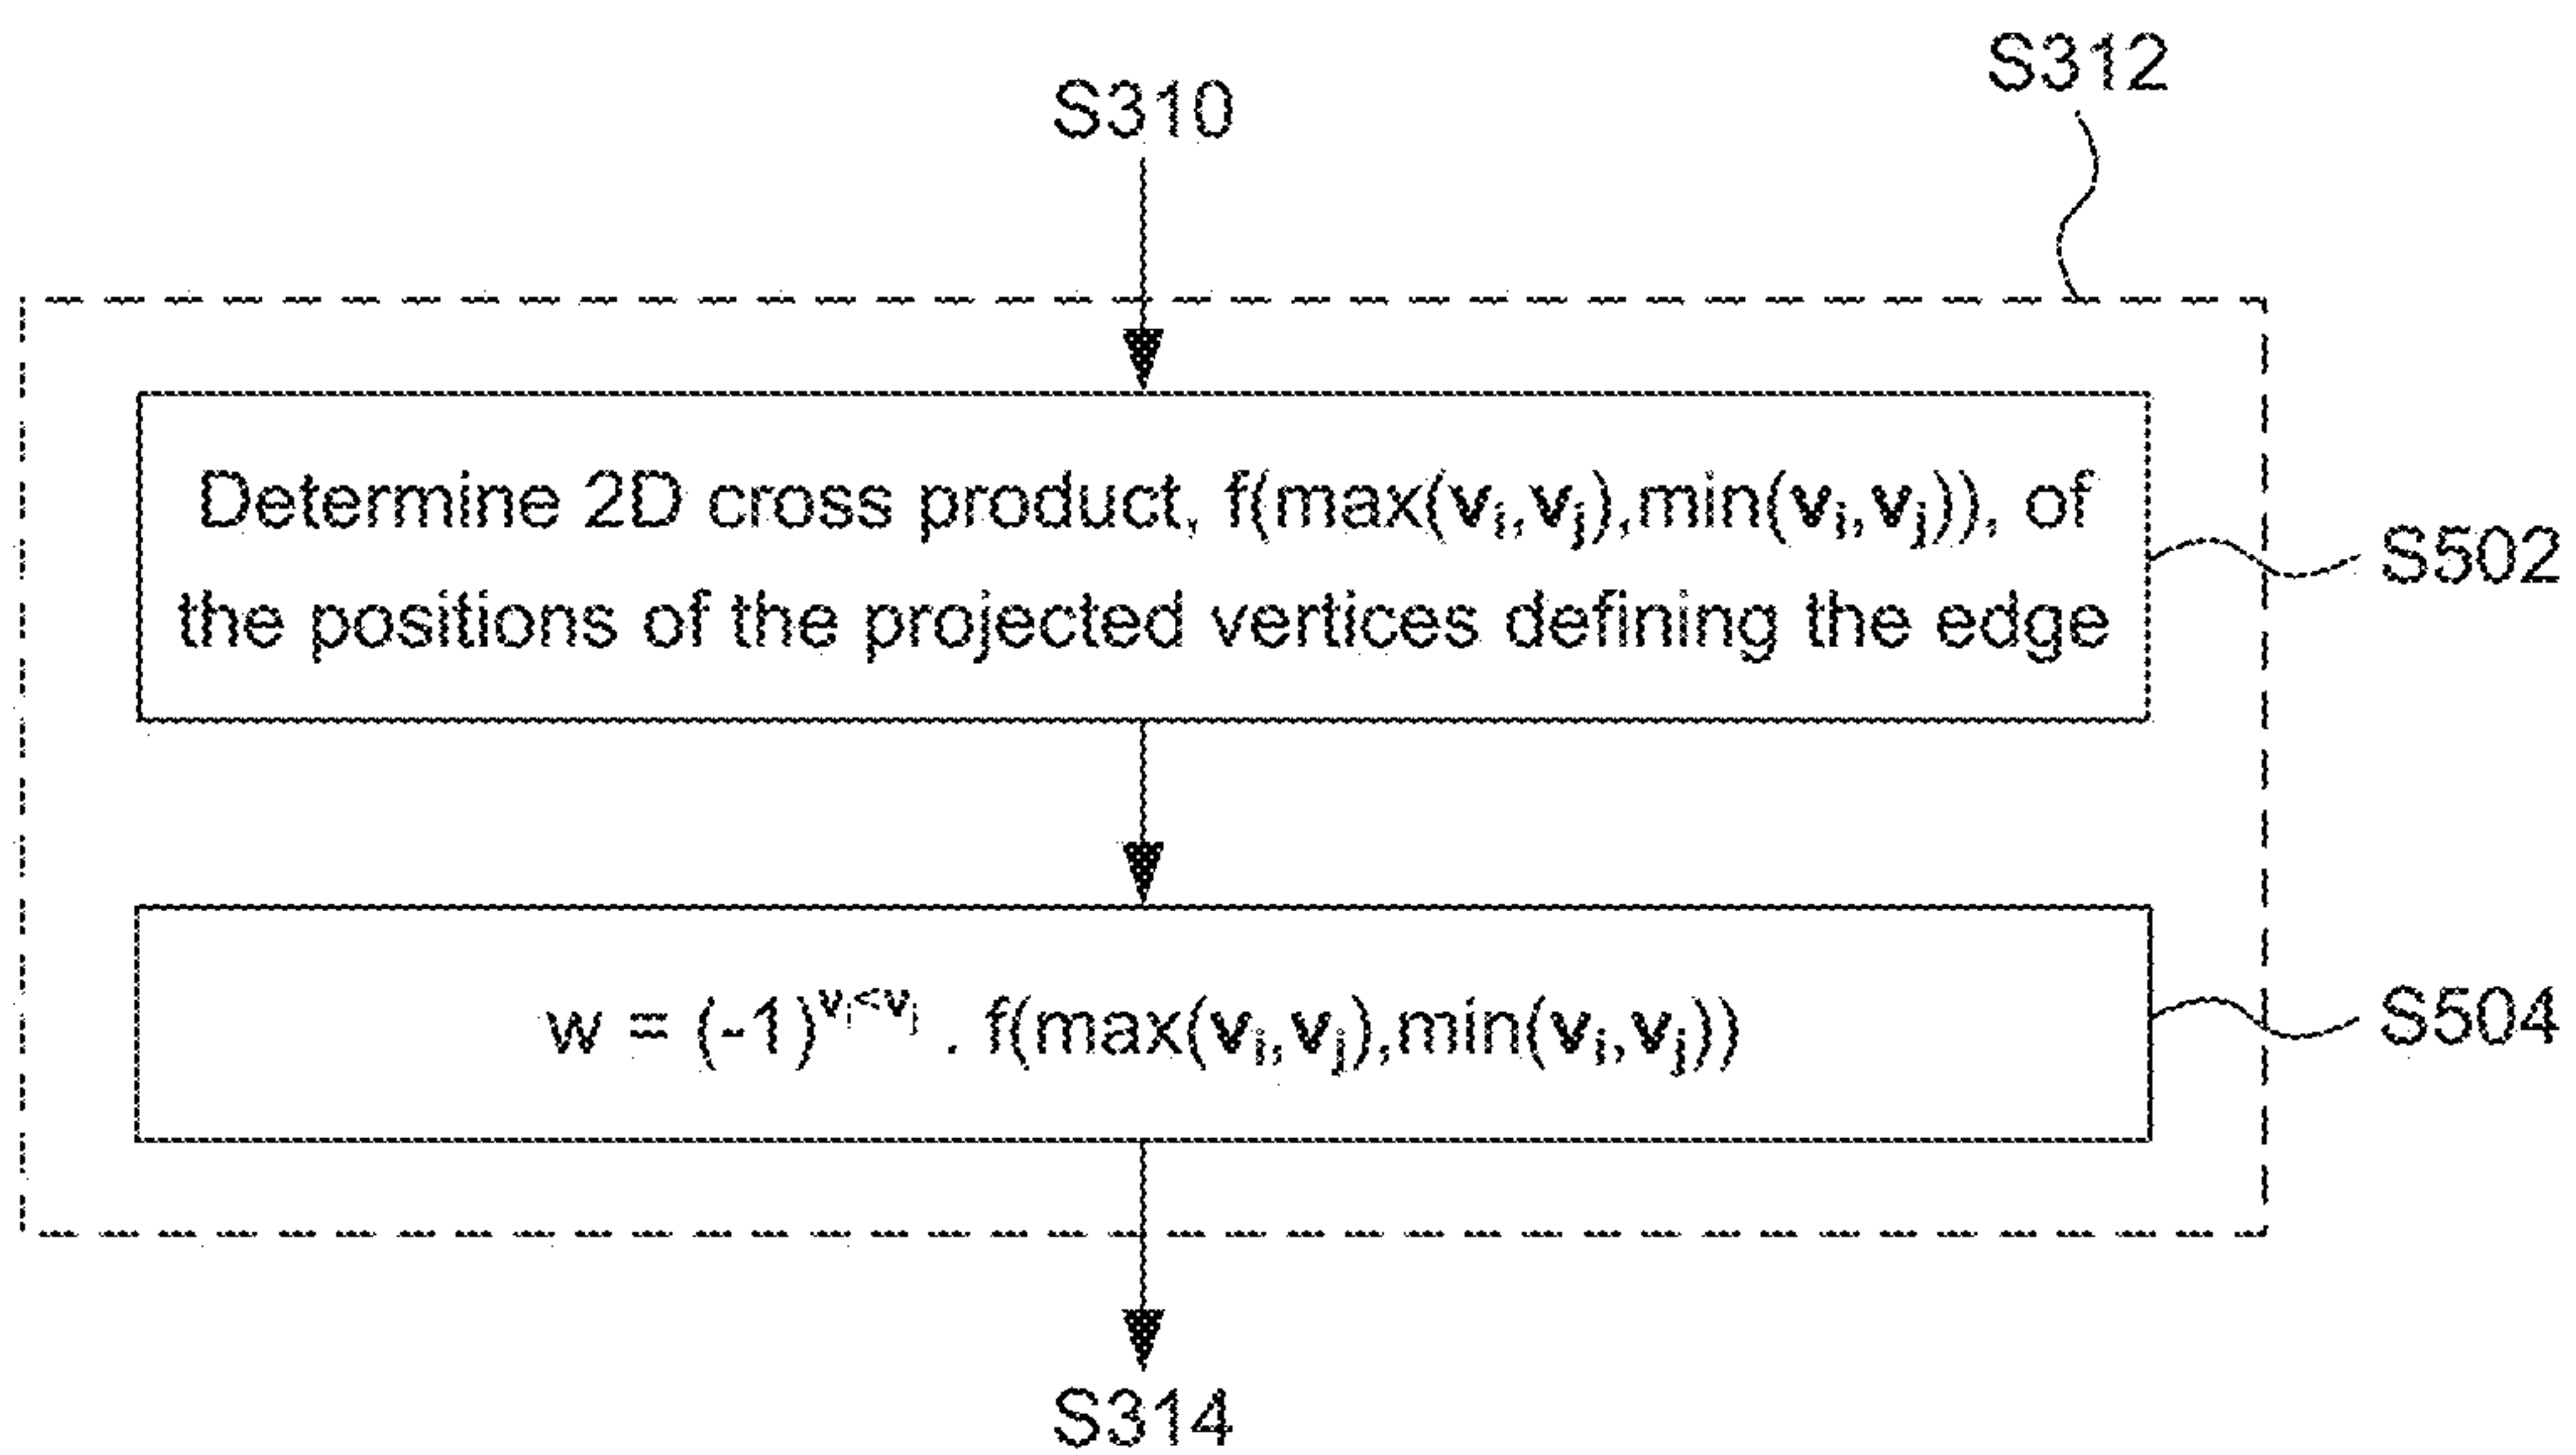 S312
S310
Determine 2D cross product, f(max(vᵢ,vⱼ),min(vᵢ,vⱼ)), of
the positions of the projected vertices defining the edge
S502
w = (-1)^{vᵢ<vⱼ} . f(max(vᵢ,vⱼ),min(vᵢ,vⱼ))
S504
S314